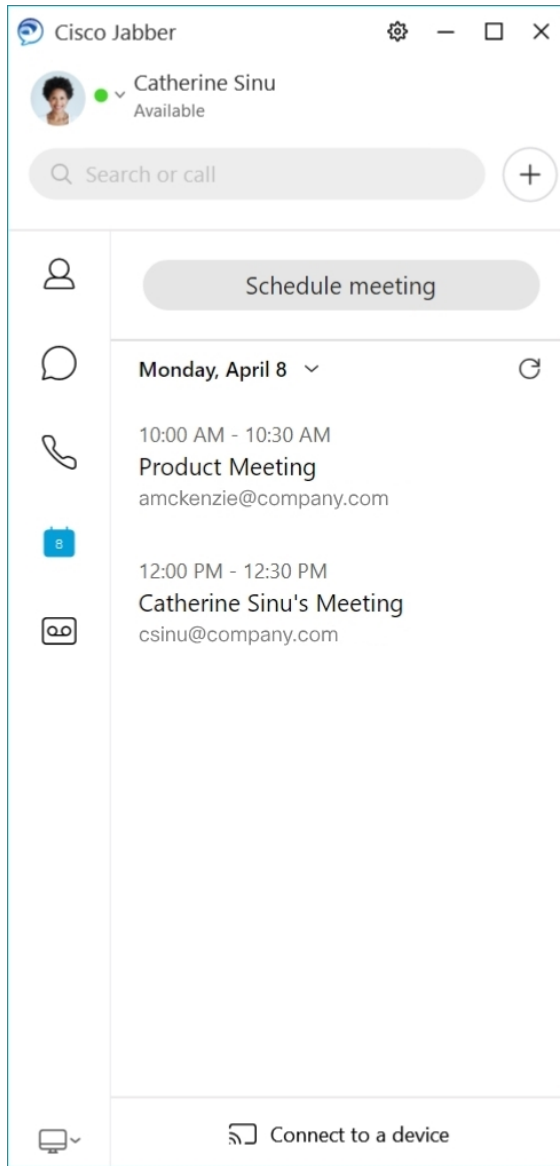 Cisco Jabber
Catherine Sinu
Available
Search or call
Schedule meeting
Monday, April 8
10:00 AM - 10:30 AM
Product Meeting
amckenzie@company.com
8
12:00 PM - 12:30 PM
Catherine Sinu's Meeting
csinu@company.com
Connect to a device